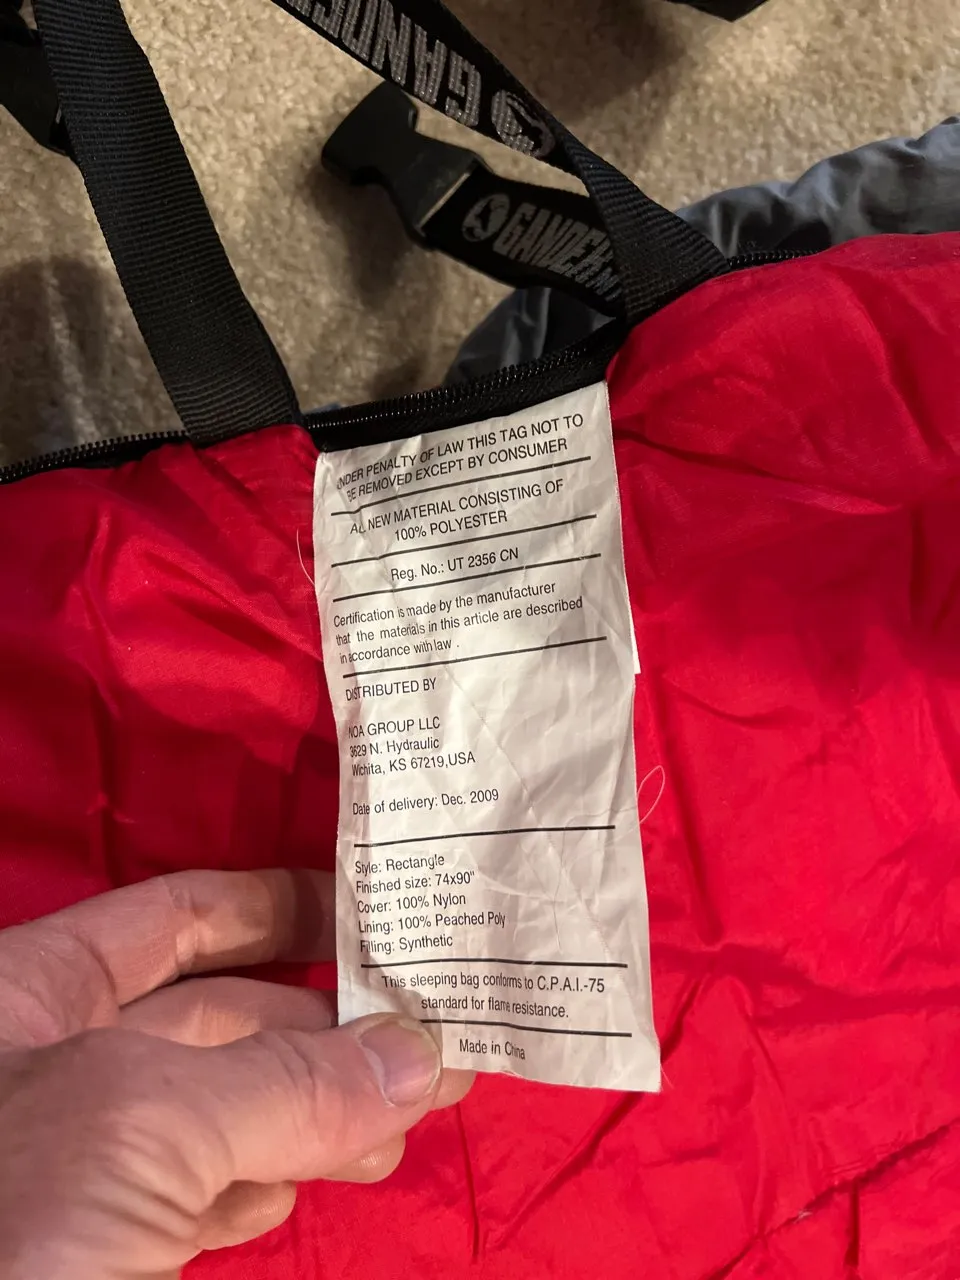 GANDER
GANDER M
UNDER PENALTY OF LAW THIS TAG NOT TO
BE REMOVED EXCEPT BY CONSUMER
ALL NEW MATERIAL CONSISTING OF
100% POLYESTER
Reg. No.: UT 2356 CN
Certification is made by the manufacturer
that the materials in this article are described
in accordance with law .
DISTRIBUTED BY
NOA GROUP LLC
3629 N. Hydraulic
Wichita, KS 67219,USA
Date of delivery: Dec. 2009
Style: Rectangle
Finished size: 74x90"
Cover: 100% Nylon
Lining: 100% Peached Poly
Filling: Synthetic
This sleeping bag conforms to C.P.A.I.-75
standard for flame resistance.
Made in China